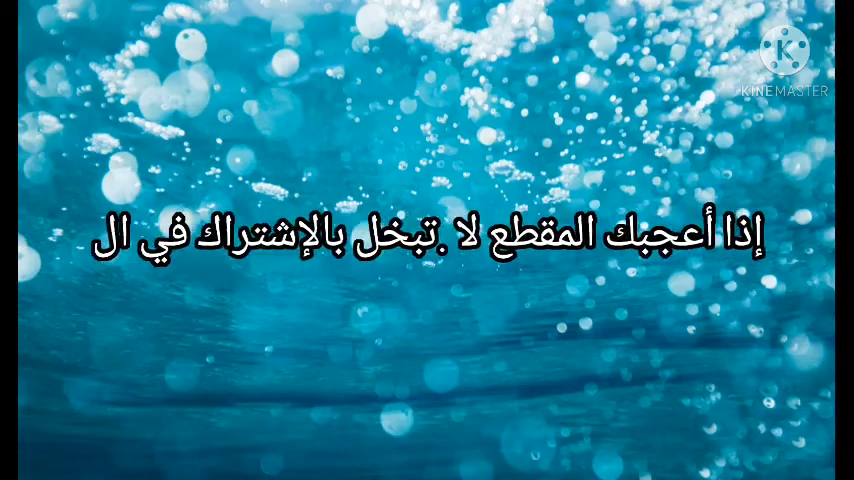 KINEMASTER
إذا أعجبك المقطع لا .تبخل بالإشتراك في ال